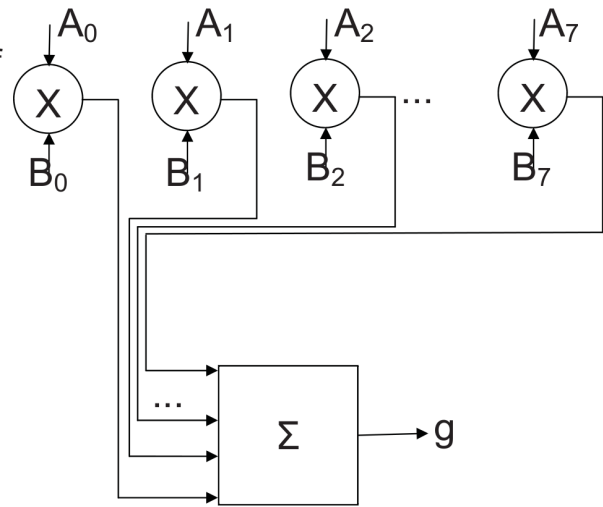 A₀ A₁ A₂ A₇
X X X ... X
B₀ B₁ B₂ B₇
...
Σ g